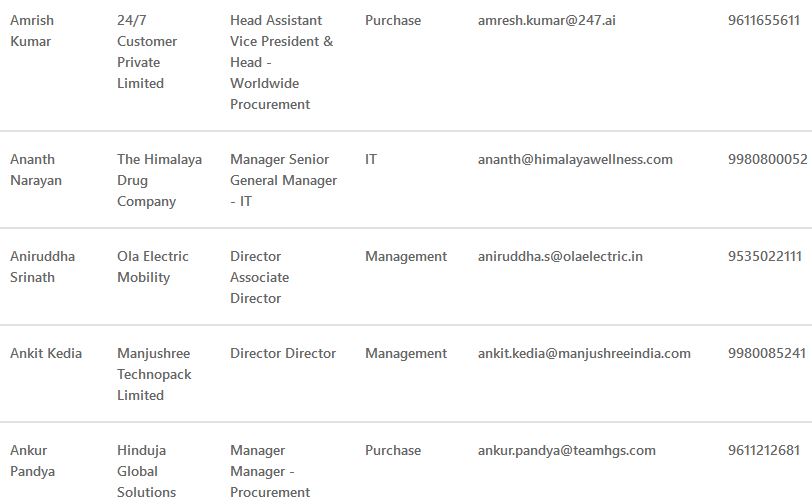 Amrish 24/7 Head Assistant Purchase amresh.kumar@247.ai 9611655611
Kumar Customer Vice President &
Private Head -
Limited Worldwide
Procurement
Ananth The Himalaya Manager Senior IT ananth@himalayawellness.com 9980800052
Narayan Drug General Manager
Company - IT
Aniruddha Ola Electric Director Management aniruddha.s@olaelectric.in 9535022111
Srinath Mobility Associate
Director
Ankit Kedia Manjushree Director Director Management ankit.kedia@manjushreeindia.com 9980085241
Technopack
Limited
Ankur Hinduja Manager Purchase ankur.pandya@teamhgs.com 9611212681
Pandya Global Manager -
Solutions Procurement